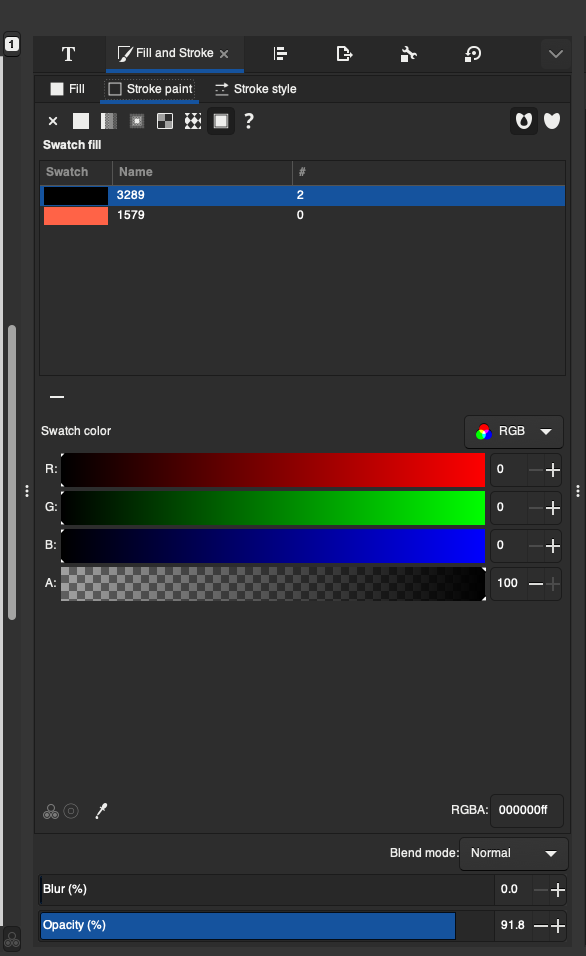 1
T Fill and Stroke ×
Fill Stroke paint Stroke style
× ?
Swatch fill
Swatch Name #
3289 2
1579 0
Swatch color RGB
R: 0
G: 0
B: 0
A: 100
RGBA: 000000ff
Blend mode: Normal
Blur (%) 0.0
Opacity (%) 91.8